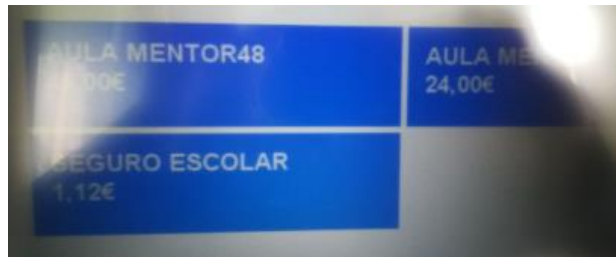 AULA MENTOR48
AULA
24,00€
SEGURO ESCOLAR
1,12€